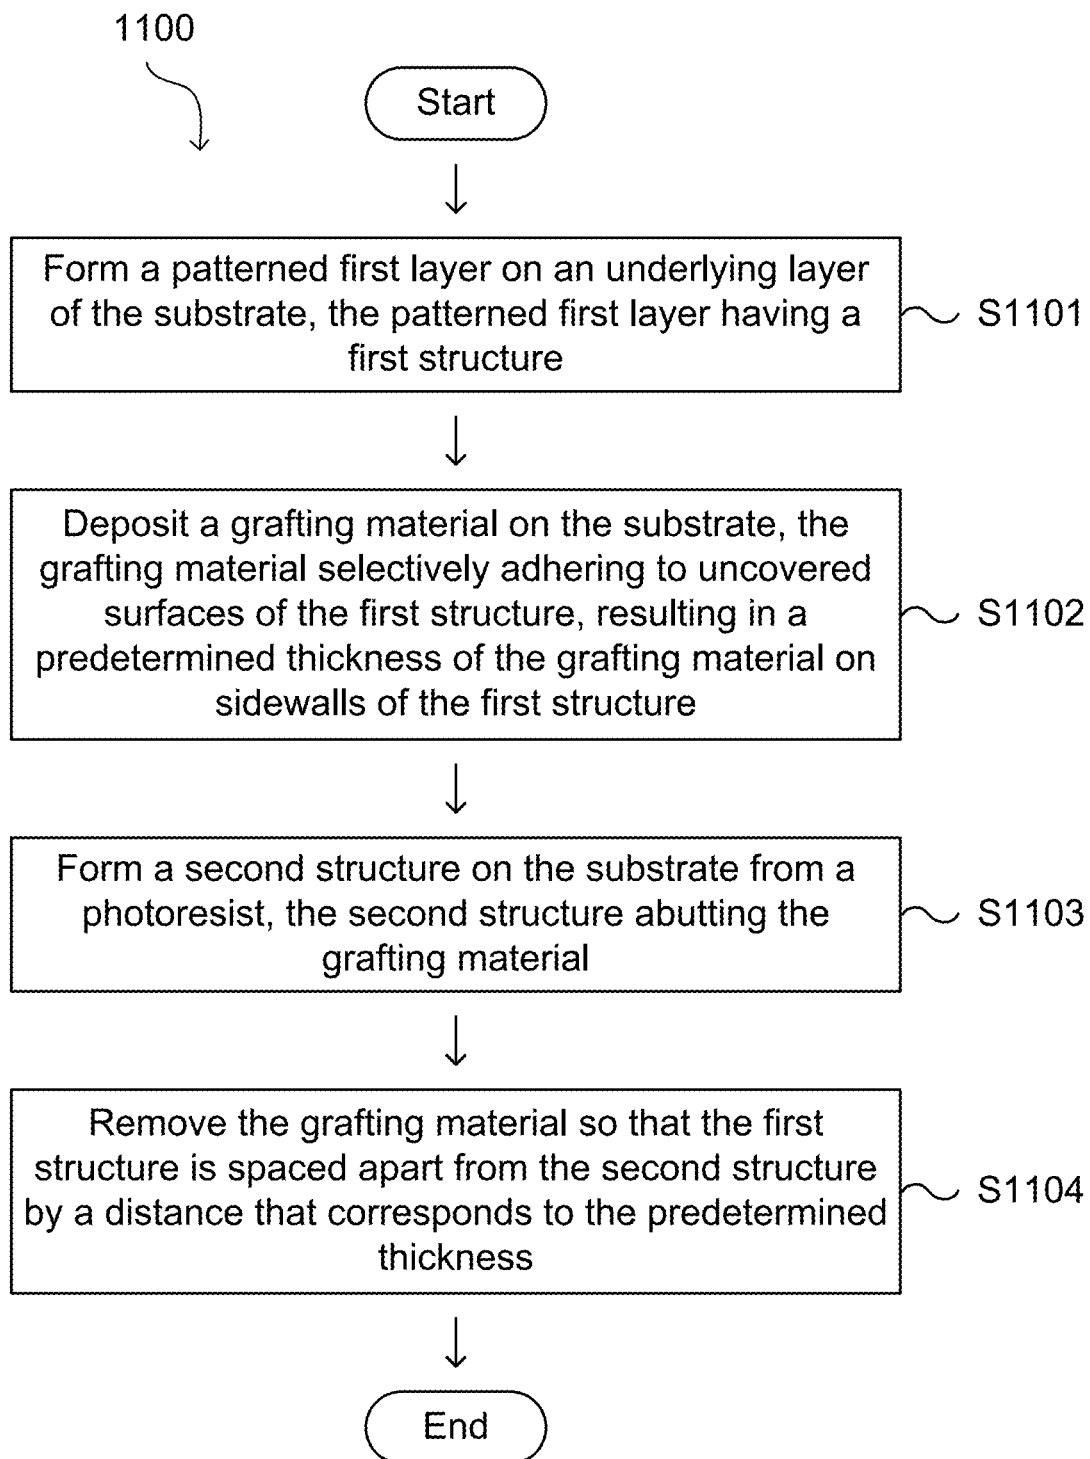 1100
Start
Form a patterned first layer on an underlying layer
of the substrate, the patterned first layer having a
first structure
S1101
Deposit a grafting material on the substrate, the
grafting material selectively adhering to uncovered
surfaces of the first structure, resulting in a
predetermined thickness of the grafting material on
sidewalls of the first structure
S1102
Form a second structure on the substrate from a
photoresist, the second structure abutting the
grafting material
S1103
Remove the grafting material so that the first
structure is spaced apart from the second structure
by a distance that corresponds to the predetermined
thickness
S1104
End